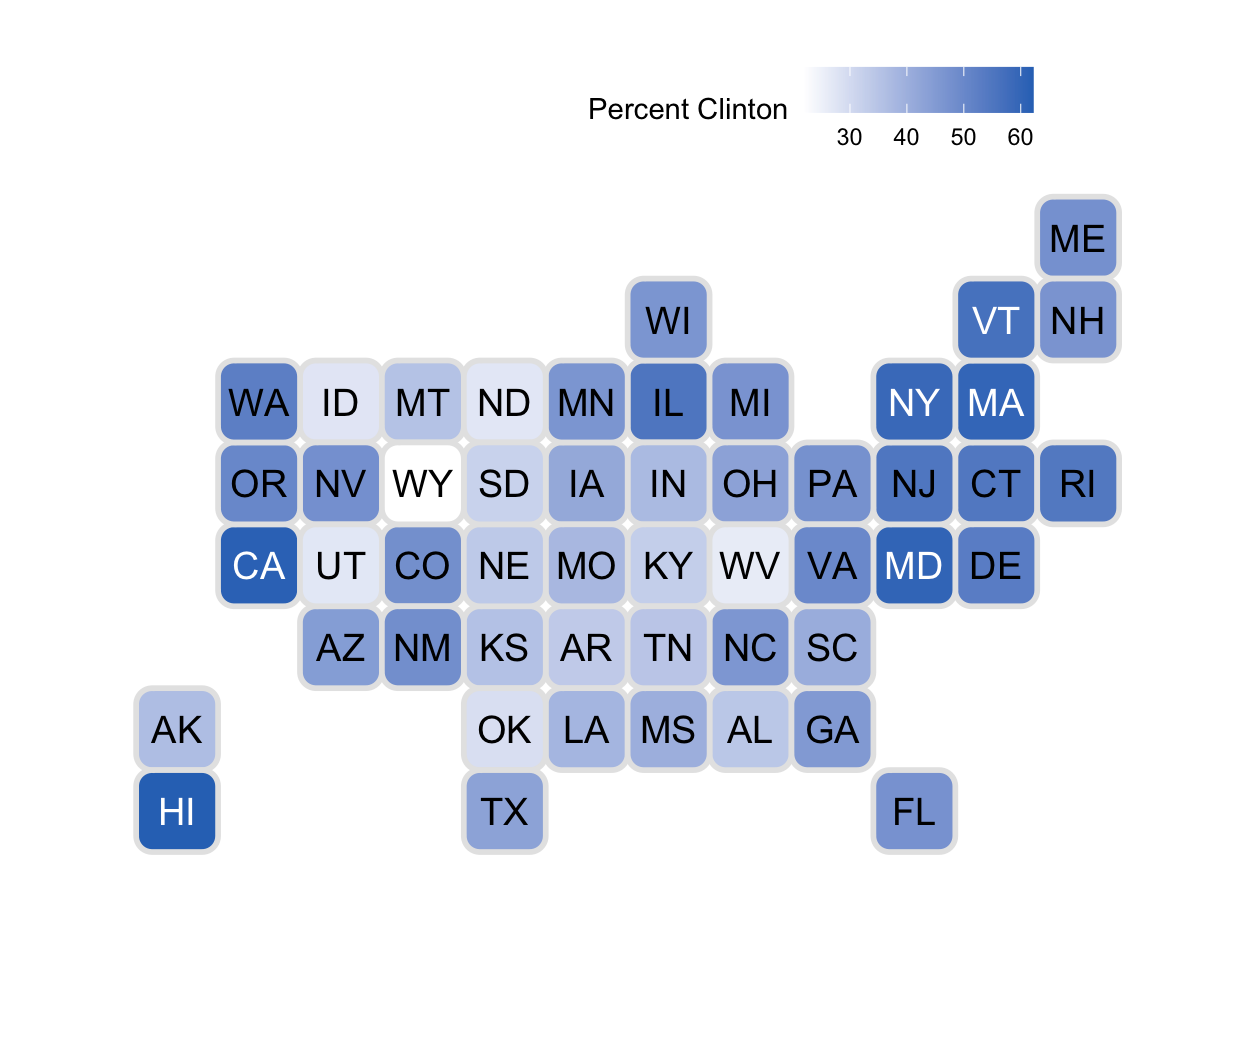 Percent Clinton
30 40 50 60
ME
WI VT NH
WA ID MT ND MN IL MI NY MA
OR NV WY SD IA IN OH PA NJ CT RI
CA UT CO NE MO KY WV VA MD DE
AZ NM KS AR TN NC SC
AK OK LA MS AL GA
HI TX FL